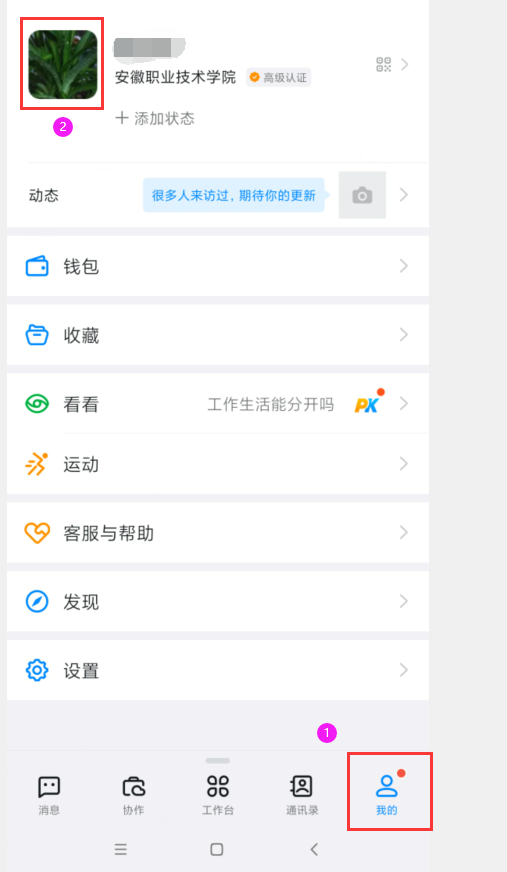 安徽职业技术学院 高级认证
添加状态
2
动态 很多人来访过，期待你的更新
钱包
收藏
看看 工作生活能分开吗 PK
运动
客服与帮助
发现
设置
1
消息 协作 工作台 通讯录 我的